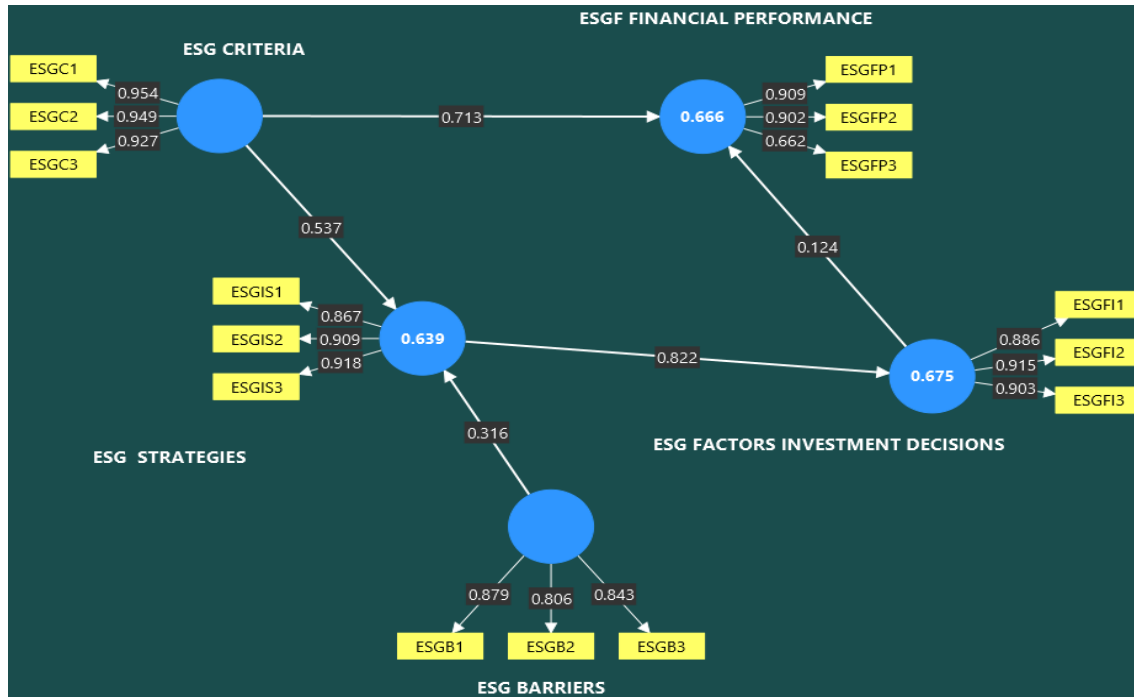 ESGF FINANCIAL PERFORMANCE
ESG CRITERIA
ESGC1
0.954
ESGC2
0.949
ESGC3
0.927
0.713
0.666
ESGFP1
0.909
ESGFP2
0.902
ESGFP3
0.662
0.537
0.124
ESGIS1
0.867
ESGIS2
0.909
ESGIS3
0.918
0.639
0.822
0.675
ESGFI1
0.886
ESGFI2
0.915
ESGFI3
0.903
0.316
ESG FACTORS INVESTMENT DECISIONS
ESG STRATEGIES
0.879
0.806
0.843
ESGB1
ESGB2
ESGB3
ESG BARRIERS